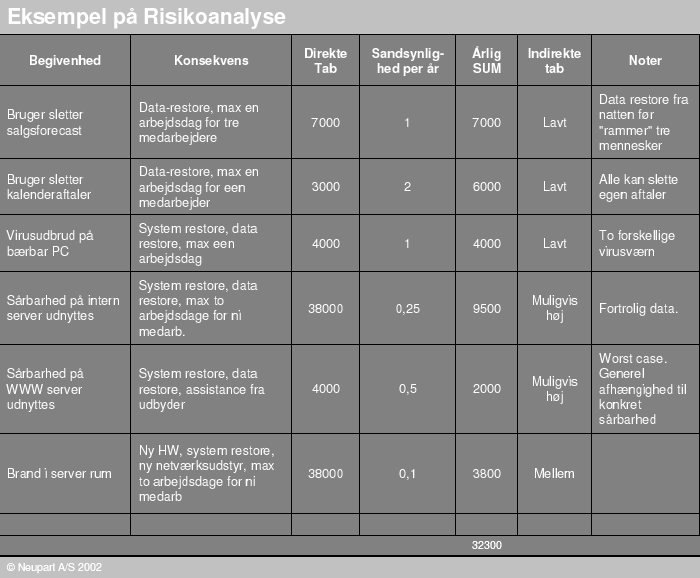 Eksempel på Risikoanalyse
Begivenhed
Konsekvens
Direkte
Tab
Sandsynlig-
hed per år
Årlig
SUM
Indirekte
tab
Noter
Bruger sletter
salgsforecast
Data-restore, max en
arbejdsdag for tre
medarbejdere
7000
1
7000
Lavt
Data restore fra
natten før
"rammer" tre
mennesker
Bruger sletter
kalenderaftaler
Data-restore, max en
arbejdsdag for een
medarbejder
3000
2
6000
Lavt
Alle kan slette
egen aftaler
Virusudbrud på
bærbar PC
System restore, data
restore, max een
arbejdsdag
4000
1
4000
Lavt
To forskellige
virusværn
Sårbarhed på intern
server udnyttes
System restore, data
restore, max to
arbejdsdage for ni
medarb.
38000
0,25
9500
Muligvis
høj
Fortrolig data.
Sårbarhed på
WWW server
udnyttes
System restore, data
restore, assistance fra
udbyder
4000
0,5
2000
Muligvis
høj
Worst case.
Generel
afhængighed til
konkret
sårbarhed
Brand i server rum
Ny HW, system restore,
ny netværksudstyr, max
to arbejdsdage for ni
medarb
38000
0,1
3800
Mellem
32300
© Neupart A/S 2002